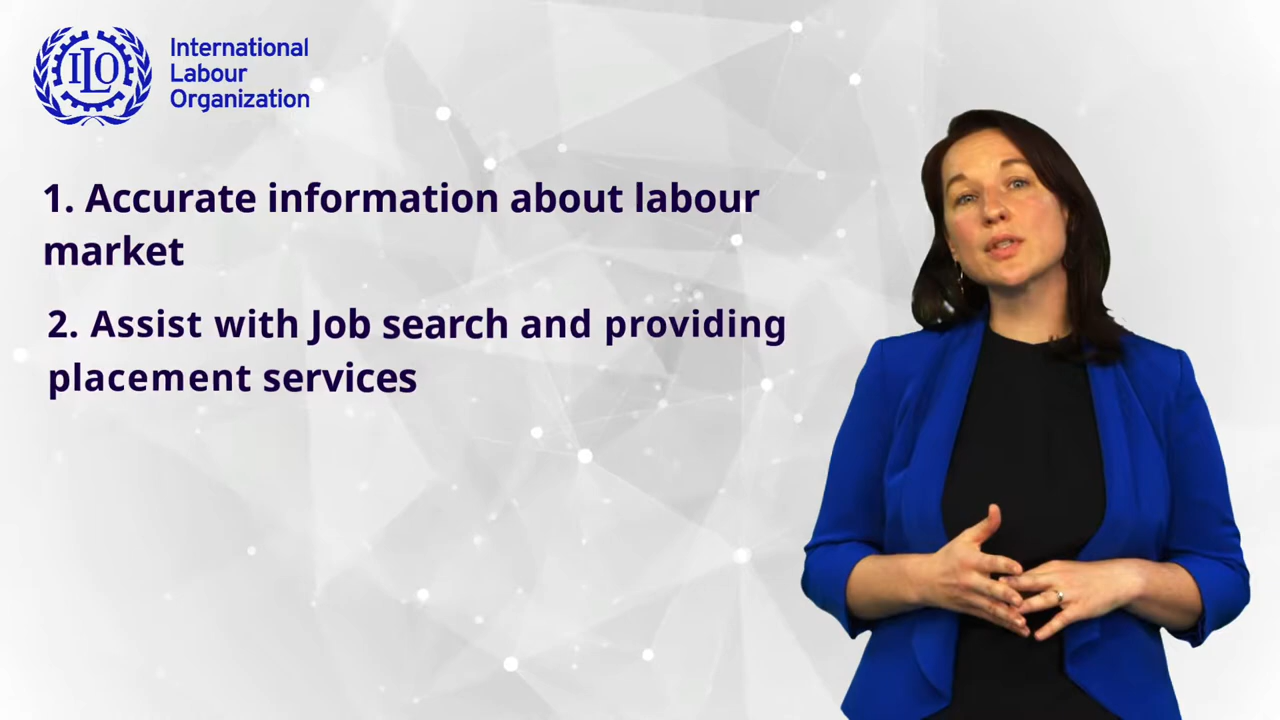 ILO
International
Labour
Organization
1. Accurate information about labour
market
2. Assist with Job search and providing
placement services